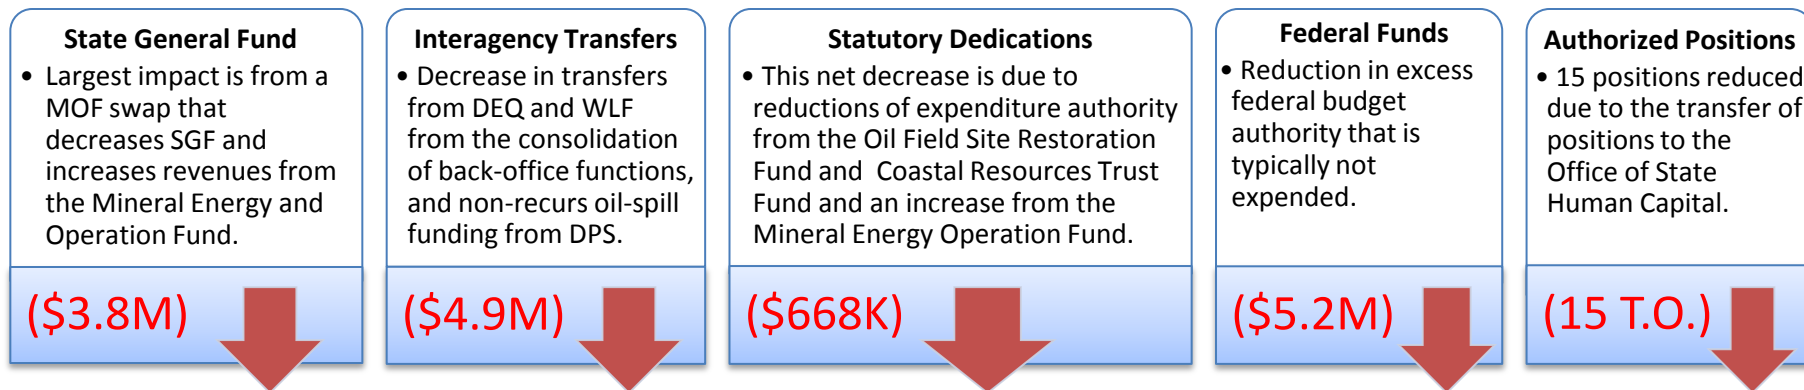 State General Fund
• Largest impact is from a
MOF swap that
decreases SGF and
increases revenues from
the Mineral Energy and
Operation Fund.
($3.8M)
Interagency Transfers
• Decrease in transfers
from DEQ and WLF
from the consolidation
of back-office functions,
and non-recurs oil-spill
funding from DPS.
($4.9M)
Statutory Dedications
• This net decrease is due to
reductions of expenditure authority
from the Oil Field Site Restoration
Fund and Coastal Resources Trust
Fund and an increase from the
Mineral Energy Operation Fund.
($668K)
Federal Funds
• Reduction in excess
federal budget
authority that is
typically not
expended.
($5.2M)
Authorized Positions
• 15 positions reduced
due to the transfer of
positions to the
Office of State
Human Capital.
(15 T.O.)